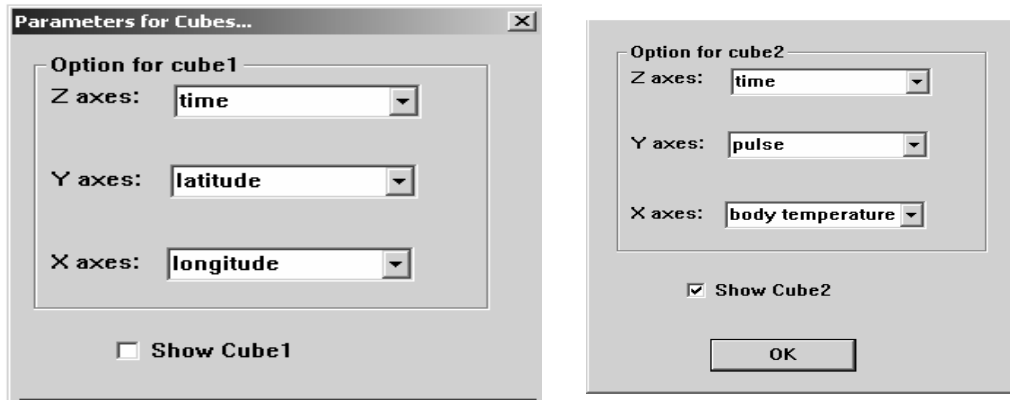 Parameters for Cubes...
Option for cube1
Z axes: time
Y axes: latitude
X axes: longitude
Show Cube1
Option for cube2
Z axes: time
Y axes: pulse
X axes: body temperature
Show Cube2
OK